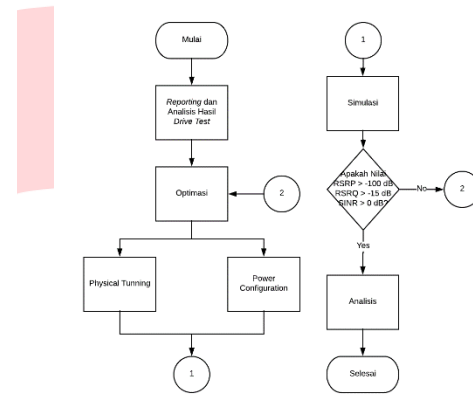 Mulai
Reporting dan
Analisis Hasil
Drive Test
Optimasi
2
Physical Tunning
Power
Configuration
1
1
Simulasi
Apakah Nilai
RSRP > -100 dB
RSRQ > -15 dB
SINR > 0 dB?
No
2
Yes
Analisis
Selesai